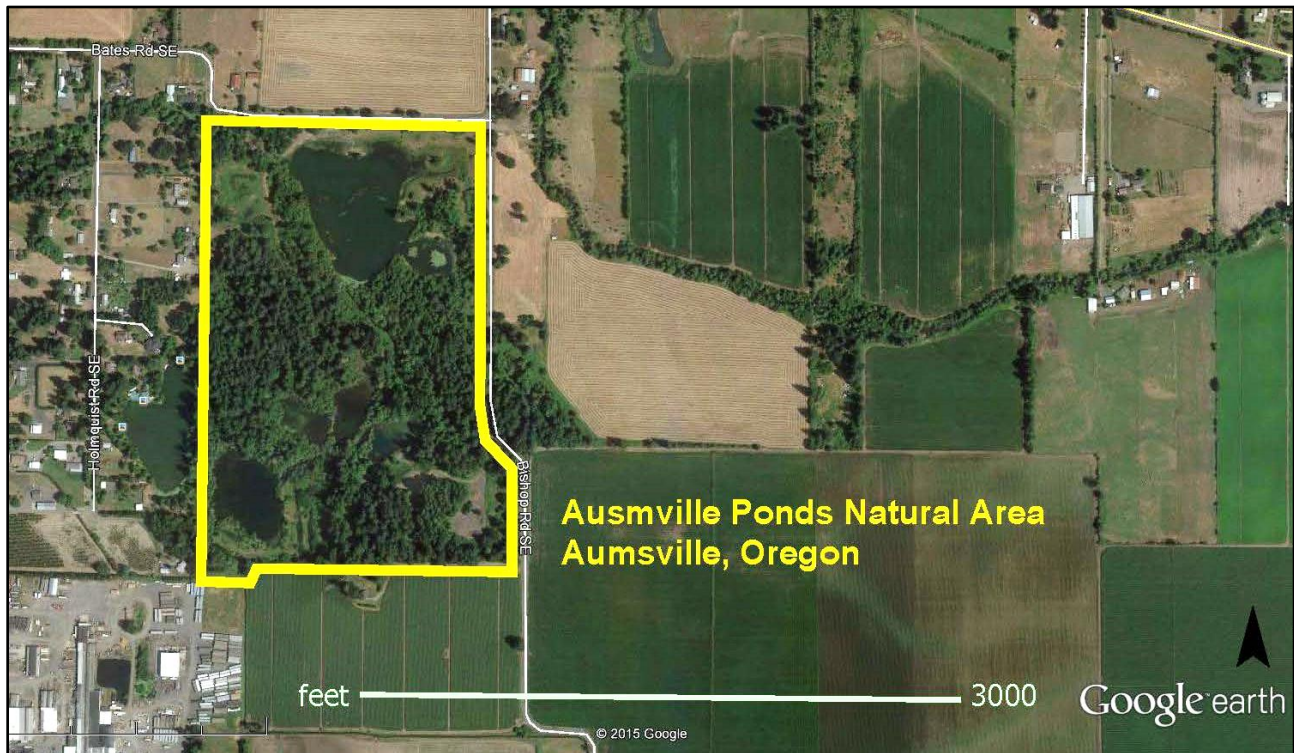 Bates Rd SE
Holmquist Rd SE
Bishop Rd SE
Ausmville Ponds Natural Area
Aumsville, Oregon
feet 3000
Google earth
© 2015 Google